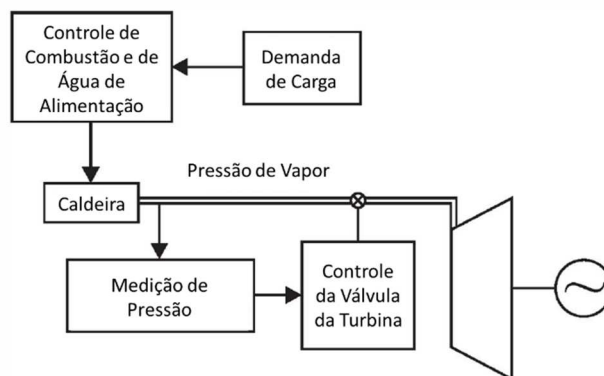 Controle de
Combustão e de
Água de
Alimentação
Demanda
de Carga
Pressão de Vapor
Caldeira
Medição de
Pressão
Controle
da Válvula
da Turbina